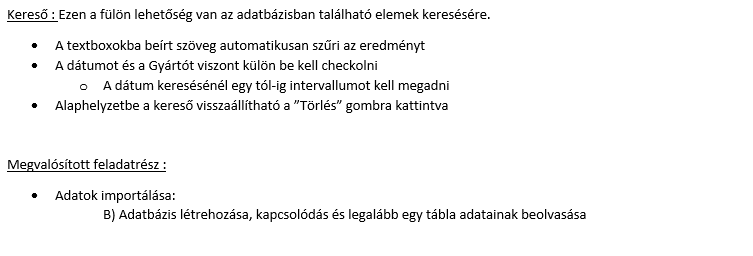 Kereső : Ezen a fülön lehetőség van az adatbázisban található elemek keresésére.
• A textboxokba beírt szöveg automatikusan szűri az eredményt
• A dátumot és a Gyártót viszont külön be kell checkolni
o A dátum keresésénél egy tól-ig intervallumot kell megadni
• Alaphelyzetbe a kereső visszaállítható a ”Törlés” gombra kattintva
Megvalósított feladatrész :
• Adatok importálása:
B) Adatbázis létrehozása, kapcsolódás és legalább egy tábla adatainak beolvasása